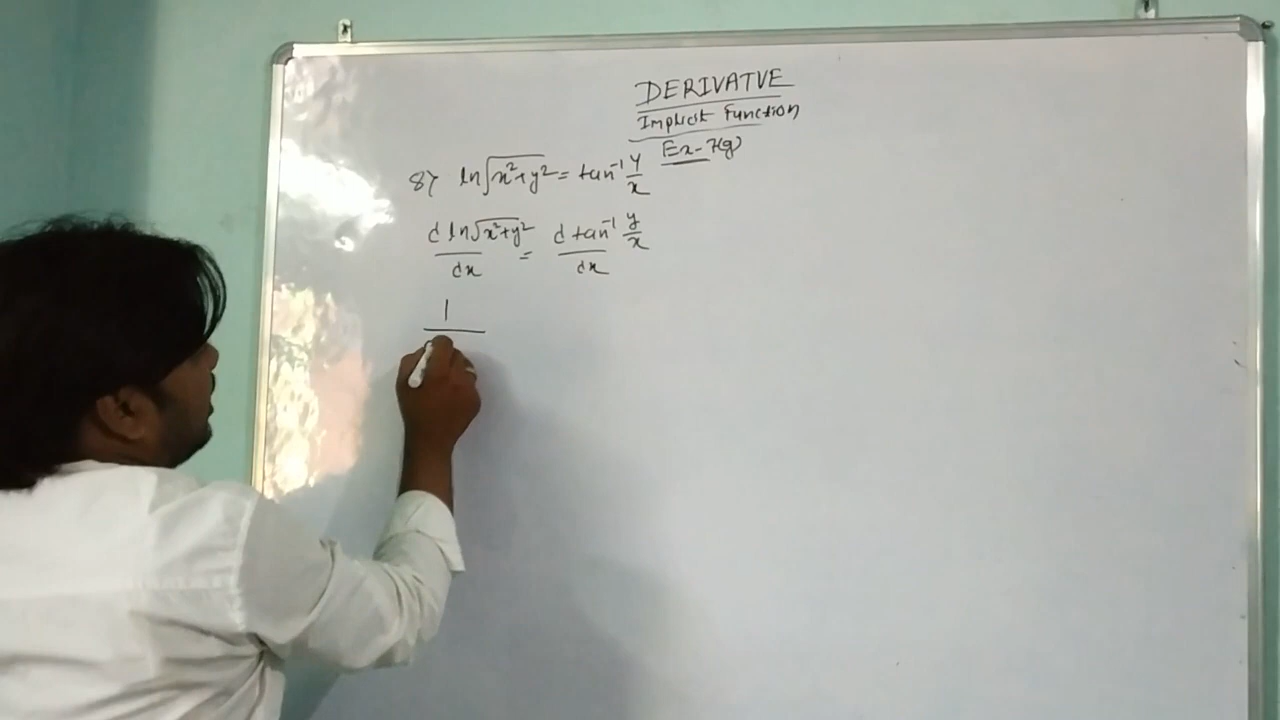 DERIVATVE
Implicit Function
Ex-7(g)
8) ln√x²+y² = tan⁻¹ y/x
d ln√x²+y²/dx = d tan⁻¹ y/x/dx
1